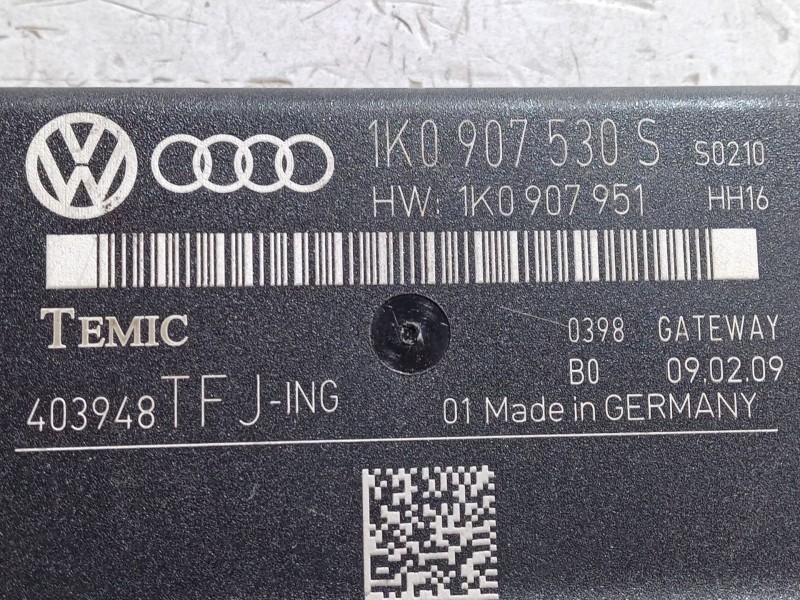 1K0 907 530 S S0210
HW: 1K0 907 951 HH16
TEMIC
0398 GATEWAY
B0 09.02.09
403948TFJ-ING
01 Made in GERMANY